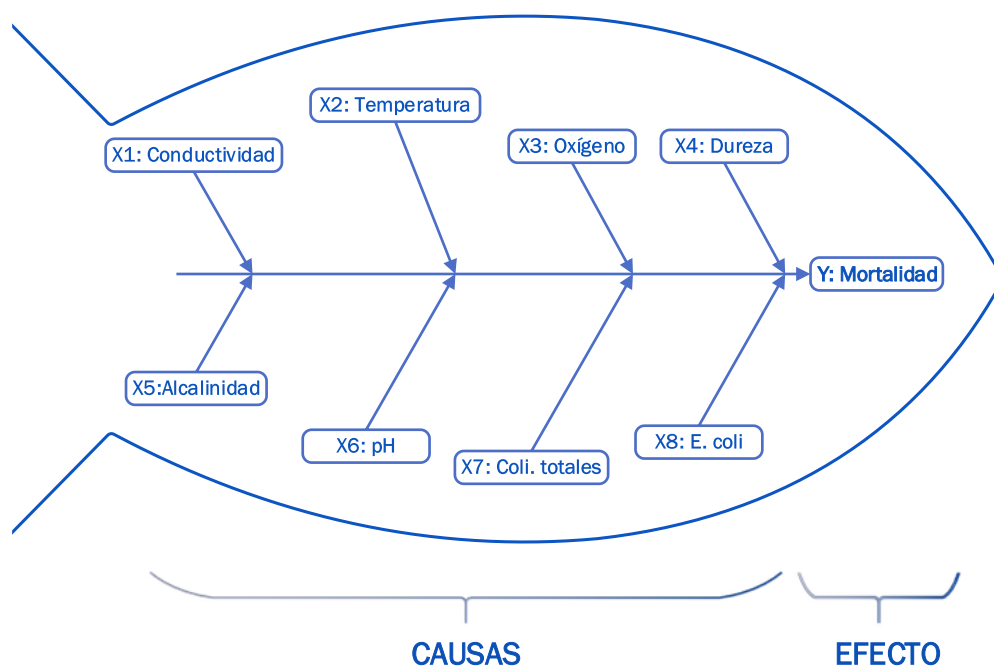 X2: Temperatura
X1: Conductividad
X3: Oxígeno
X4: Dureza
Y: Mortalidad
X5:Alcalinidad
X6: pH
X7: Coli. totales
X8: E. coli
CAUSAS
EFECTO